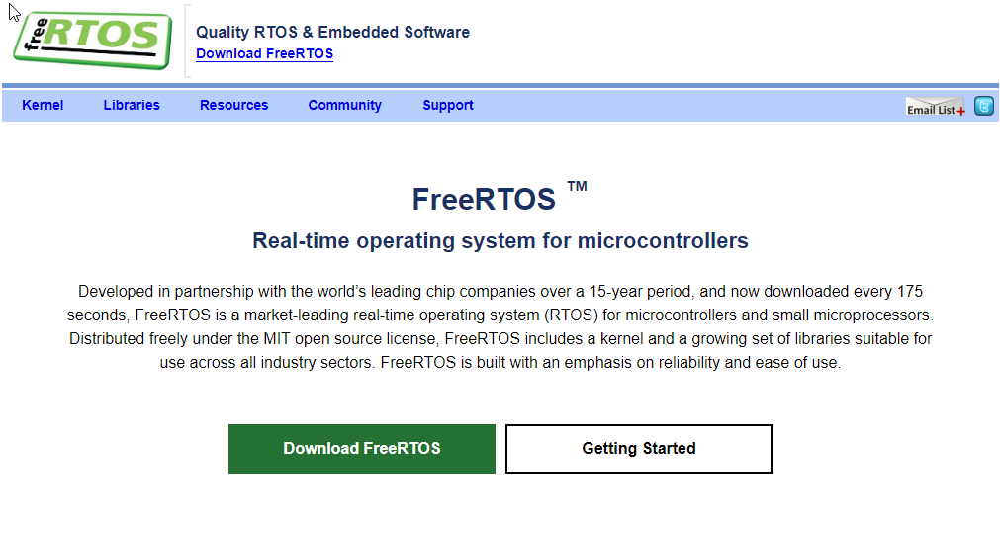 free RTOS
Quality RTOS & Embedded Software
Download FreeRTOS
Kernel Libraries Resources Community Support Email List+
FreeRTOS ™
Real-time operating system for microcontrollers
Developed in partnership with the world’s leading chip companies over a 15-year period, and now downloaded every 175
seconds, FreeRTOS is a market-leading real-time operating system (RTOS) for microcontrollers and small microprocessors.
Distributed freely under the MIT open source license, FreeRTOS includes a kernel and a growing set of libraries suitable for
use across all industry sectors. FreeRTOS is built with an emphasis on reliability and ease of use.
Download FreeRTOS Getting Started